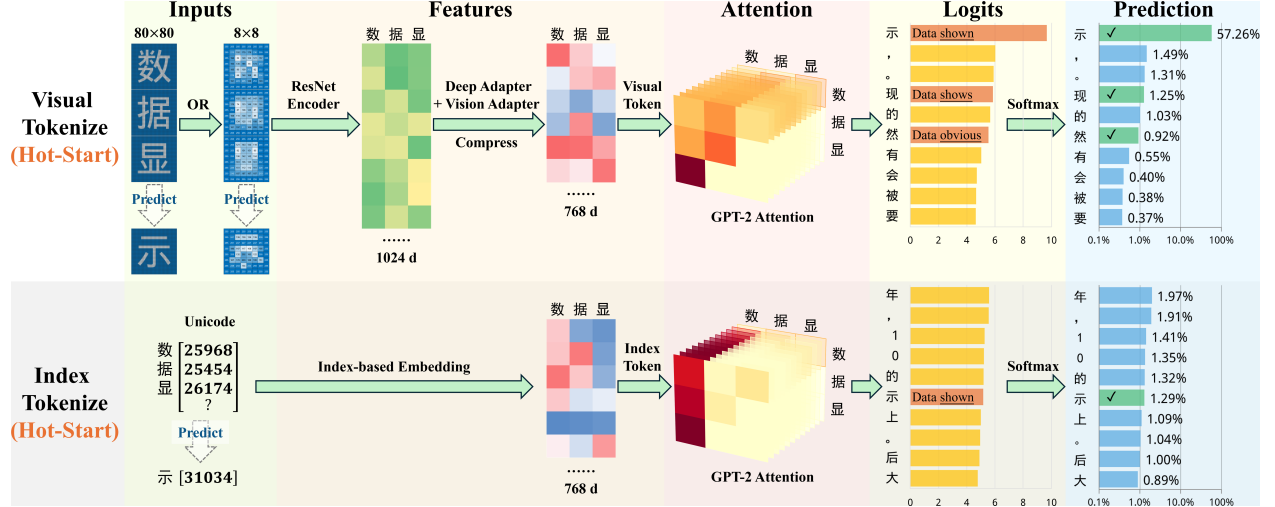 Inputs
Features
Attention
Logits
Prediction
Visual
Tokenize
(Hot-Start)
80×80
8×8
数
据
显
OR
Predict
Predict
示
ResNet
Encoder
数 据 显
……
1024 d
Deep Adapter
+ Vision Adapter
Compress
数 据 显
……
768 d
Visual
Token
数 据 显
数
据
显
GPT-2 Attention
示 Data shown
，
。
现 Data shows
的
然 Data obvious
有
会
被
要
0 2 4 6 8 10
Softmax
示 ✓ 57.26%
， 1.49%
。 1.31%
现 ✓ 1.25%
的 1.03%
然 ✓ 0.92%
有 0.55%
会 0.40%
被 0.38%
要 0.37%
0.1% 1.0% 10.0% 100%
Index
Tokenize
(Hot-Start)
Unicode
数 [25968]
据 [25454]
显 [26174]
?
Predict
示 [31034]
Index-based Embedding
数 据 显
……
768 d
Index
Token
数 据 显
数
据
显
GPT-2 Attention
年
，
1
0
的
示 Data shown
上
。
后
大
0 2 4 6 8 10
Softmax
年 1.97%
， 1.91%
1 1.41%
0 1.35%
的 1.32%
示 ✓ 1.29%
上 1.09%
。 1.04%
后 1.00%
大 0.89%
0.1% 1.0% 10.0% 100%